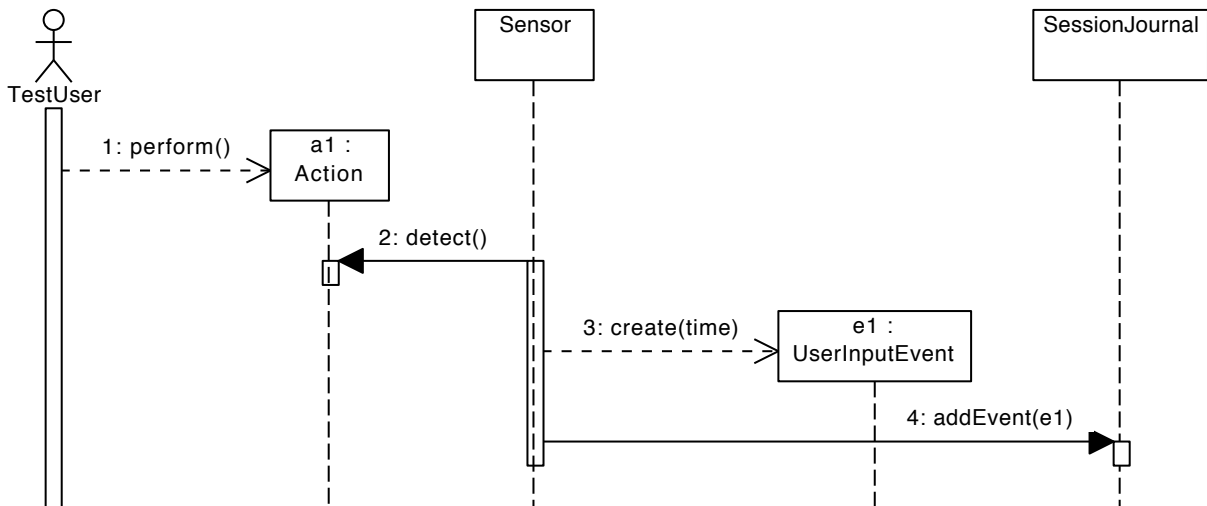 Sensor
SessionJournal
TestUser
1: perform()
a1 :
Action
2: detect()
3: create(time)
e1 :
UserInputEvent
4: addEvent(e1)